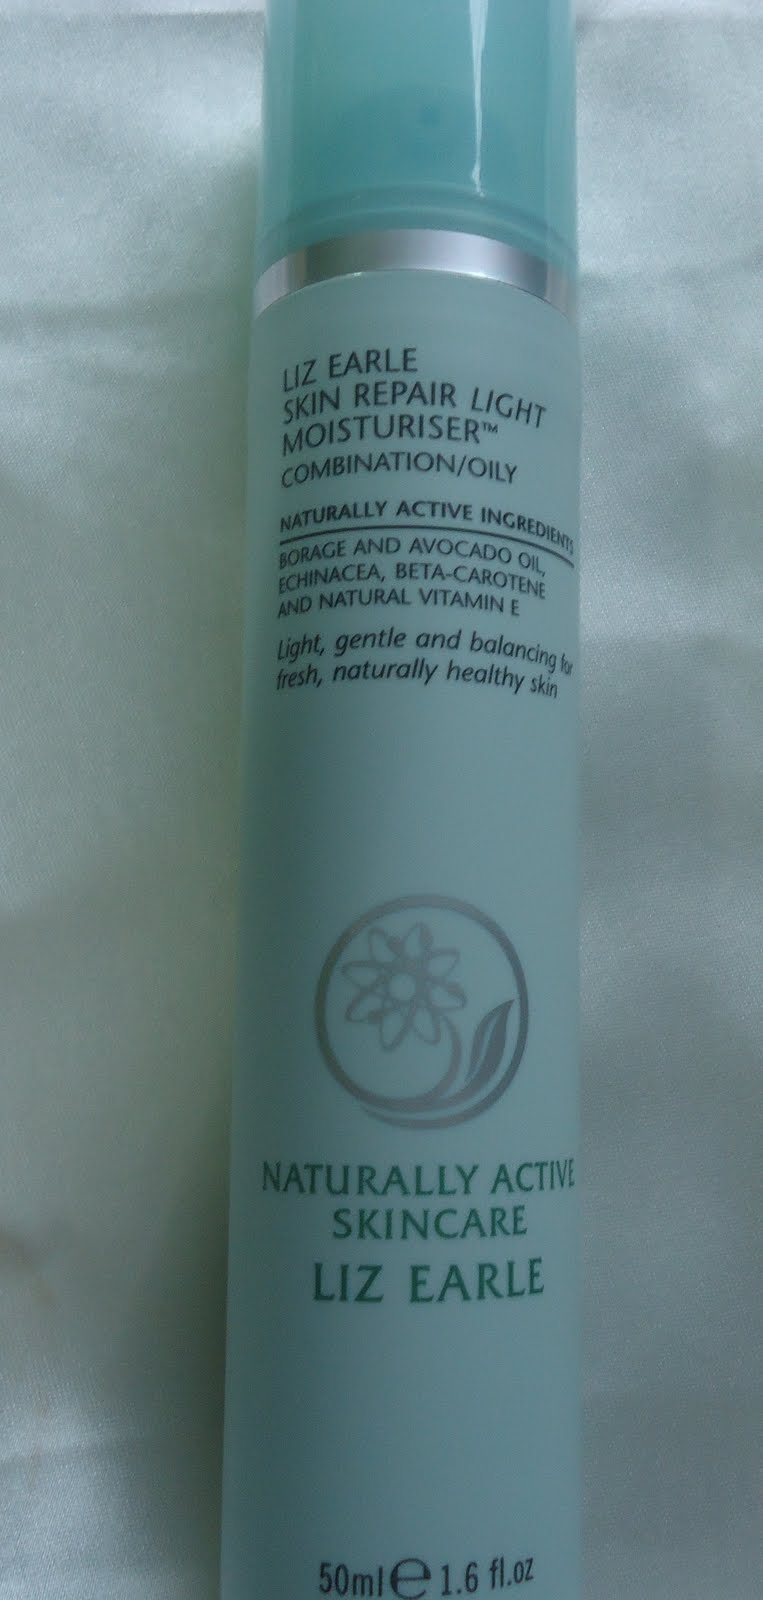 LIZ EARLE
SKIN REPAIR LIGHT
MOISTURISER™
COMBINATION/OILY
NATURALLY ACTIVE INGREDIENTS
BORAGE AND AVOCADO OIL,
ECHINACEA, BETA-CAROTENE
AND NATURAL VITAMIN E
Light, gentle and balancing for
fresh, naturally healthy skin
NATURALLY ACTIVE
SKINCARE
LIZ EARLE
50ml ℮ 1.6 fl.oz